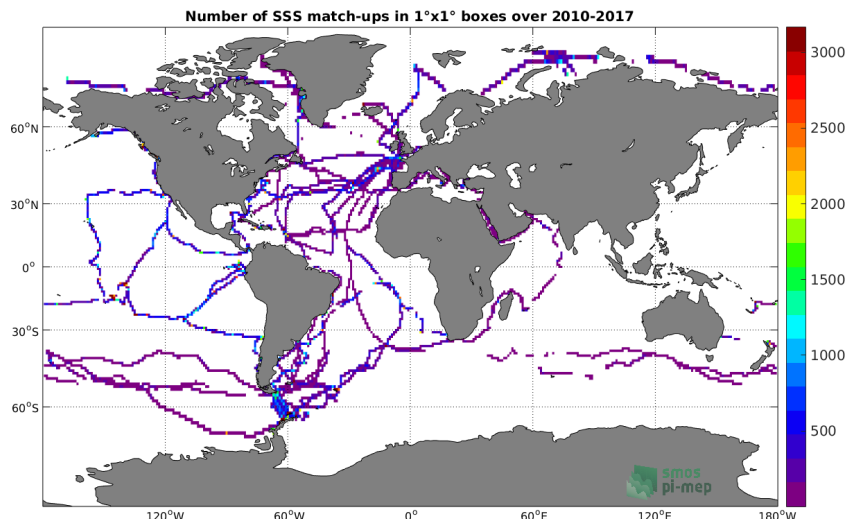 Number of SSS match-ups in 1°x1° boxes over 2010-2017
60°N
30°N
0°
30°S
60°S
120°W
60°W
0°
60°E
120°E
180°W
3000
2500
2000
1500
1000
500
smos
pi-mep